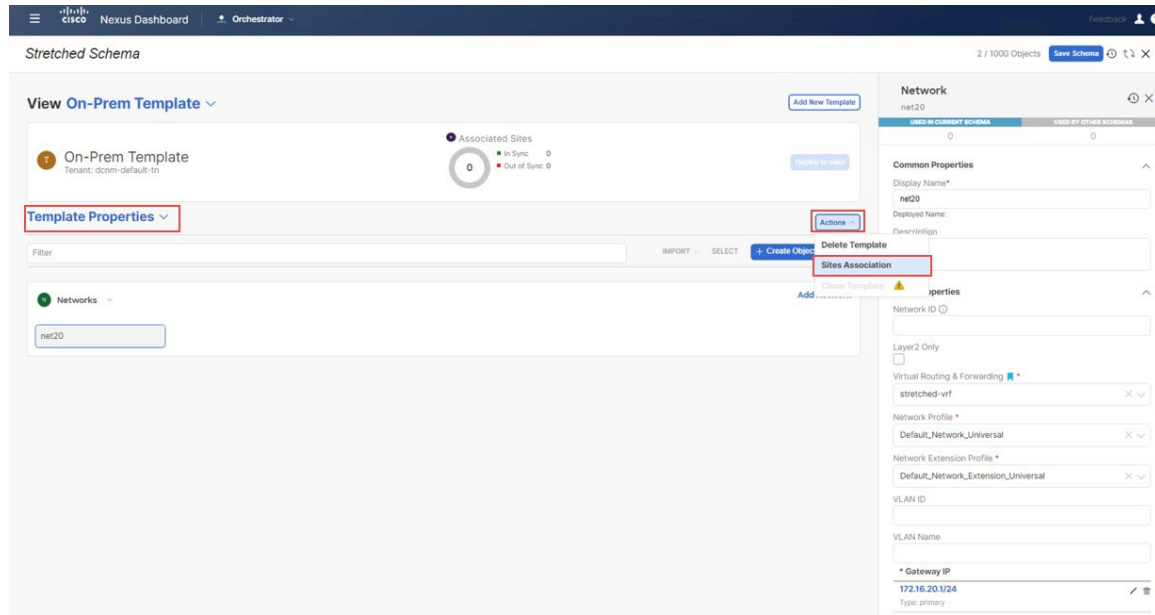 cisco Nexus Dashboard Orchestrator Feedback
Stretched Schema 2 / 1000 Objects Save Schema
View On-Prem Template Add New Template
T On-Prem Template
Tenant: dcnm-default-tn
Associated Sites
0
In Sync 0
Out of Sync 0
Deploy to sites
Template Properties Actions
Delete Template
Sites Association
Clone Template
Filter IMPORT SELECT + Create Objec
N Networks Add
net20
Network
net20
USED IN CURRENT SCHEMA USED BY OTHER SCHEMAS
0 0
Common Properties
Display Name*
net20
Deployed Name:
Description
operties
Network ID
Layer2 Only
Virtual Routing & Forwarding *
stretched-vrf
Network Profile *
Default_Network_Universal
Network Extension Profile *
Default_Network_Extension_Universal
VLAN ID
VLAN Name
* Gateway IP
172.16.20.1/24
Type: primary